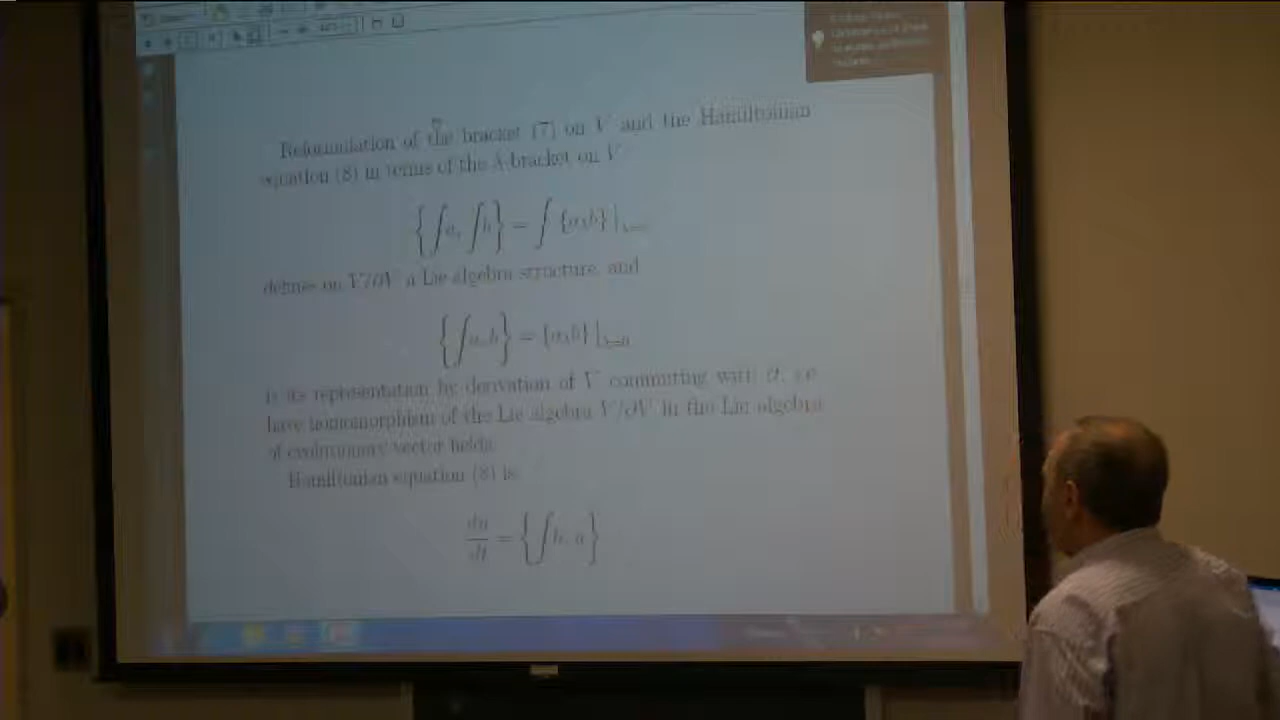 Reformulation of the bracket (7) on V and the Hamiltonian
equation (8) in terms of the λ-bracket on V
{∫a, ∫b} = ∫{aλb}|λ=0
defines on V/∂V a Lie algebra structure, and
{∫a, b} = {aλb}|λ=0
is its representation by derivation of V commuting with ∂, i.e.
have homomorphism of the Lie algebra V/∂V in the Lie algebra
of evolutionary vector fields.
Hamiltonian equation (8) is
du/dt = {∫h, u}